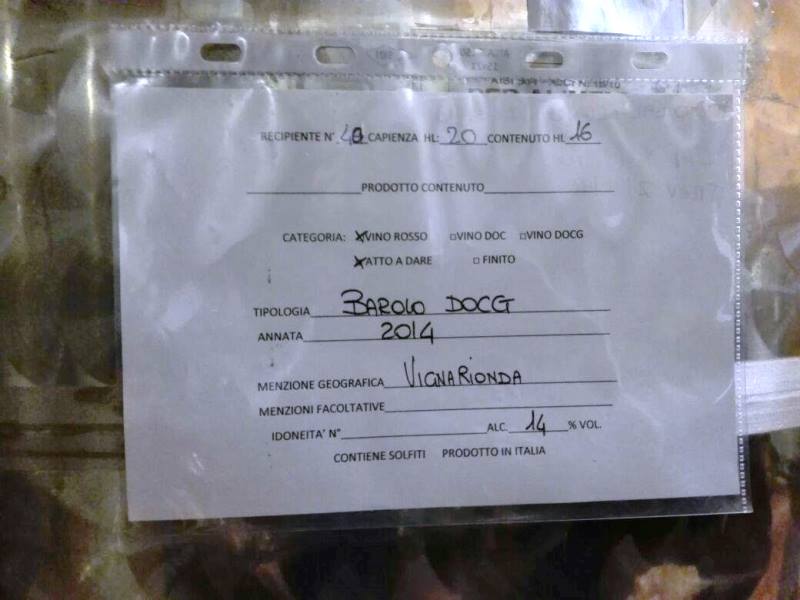 RECIPIENTE N° CAPIENZA HL: 20 CONTENUTO HL 16
PRODOTTO CONTENUTO
CATEGORIA: VINO ROSSO □VINO DOC □VINO DOCG
ATTO A DARE □ FINITO
TIPOLOGIA BAROLO DOCG
ANNATA 2014
MENZIONE GEOGRAFICA VIGNARIONDA
MENZIONI FACOLTATIVE
IDONEITA' N° ALC. 14 % VOL.
CONTIENE SOLFITI PRODOTTO IN ITALIA